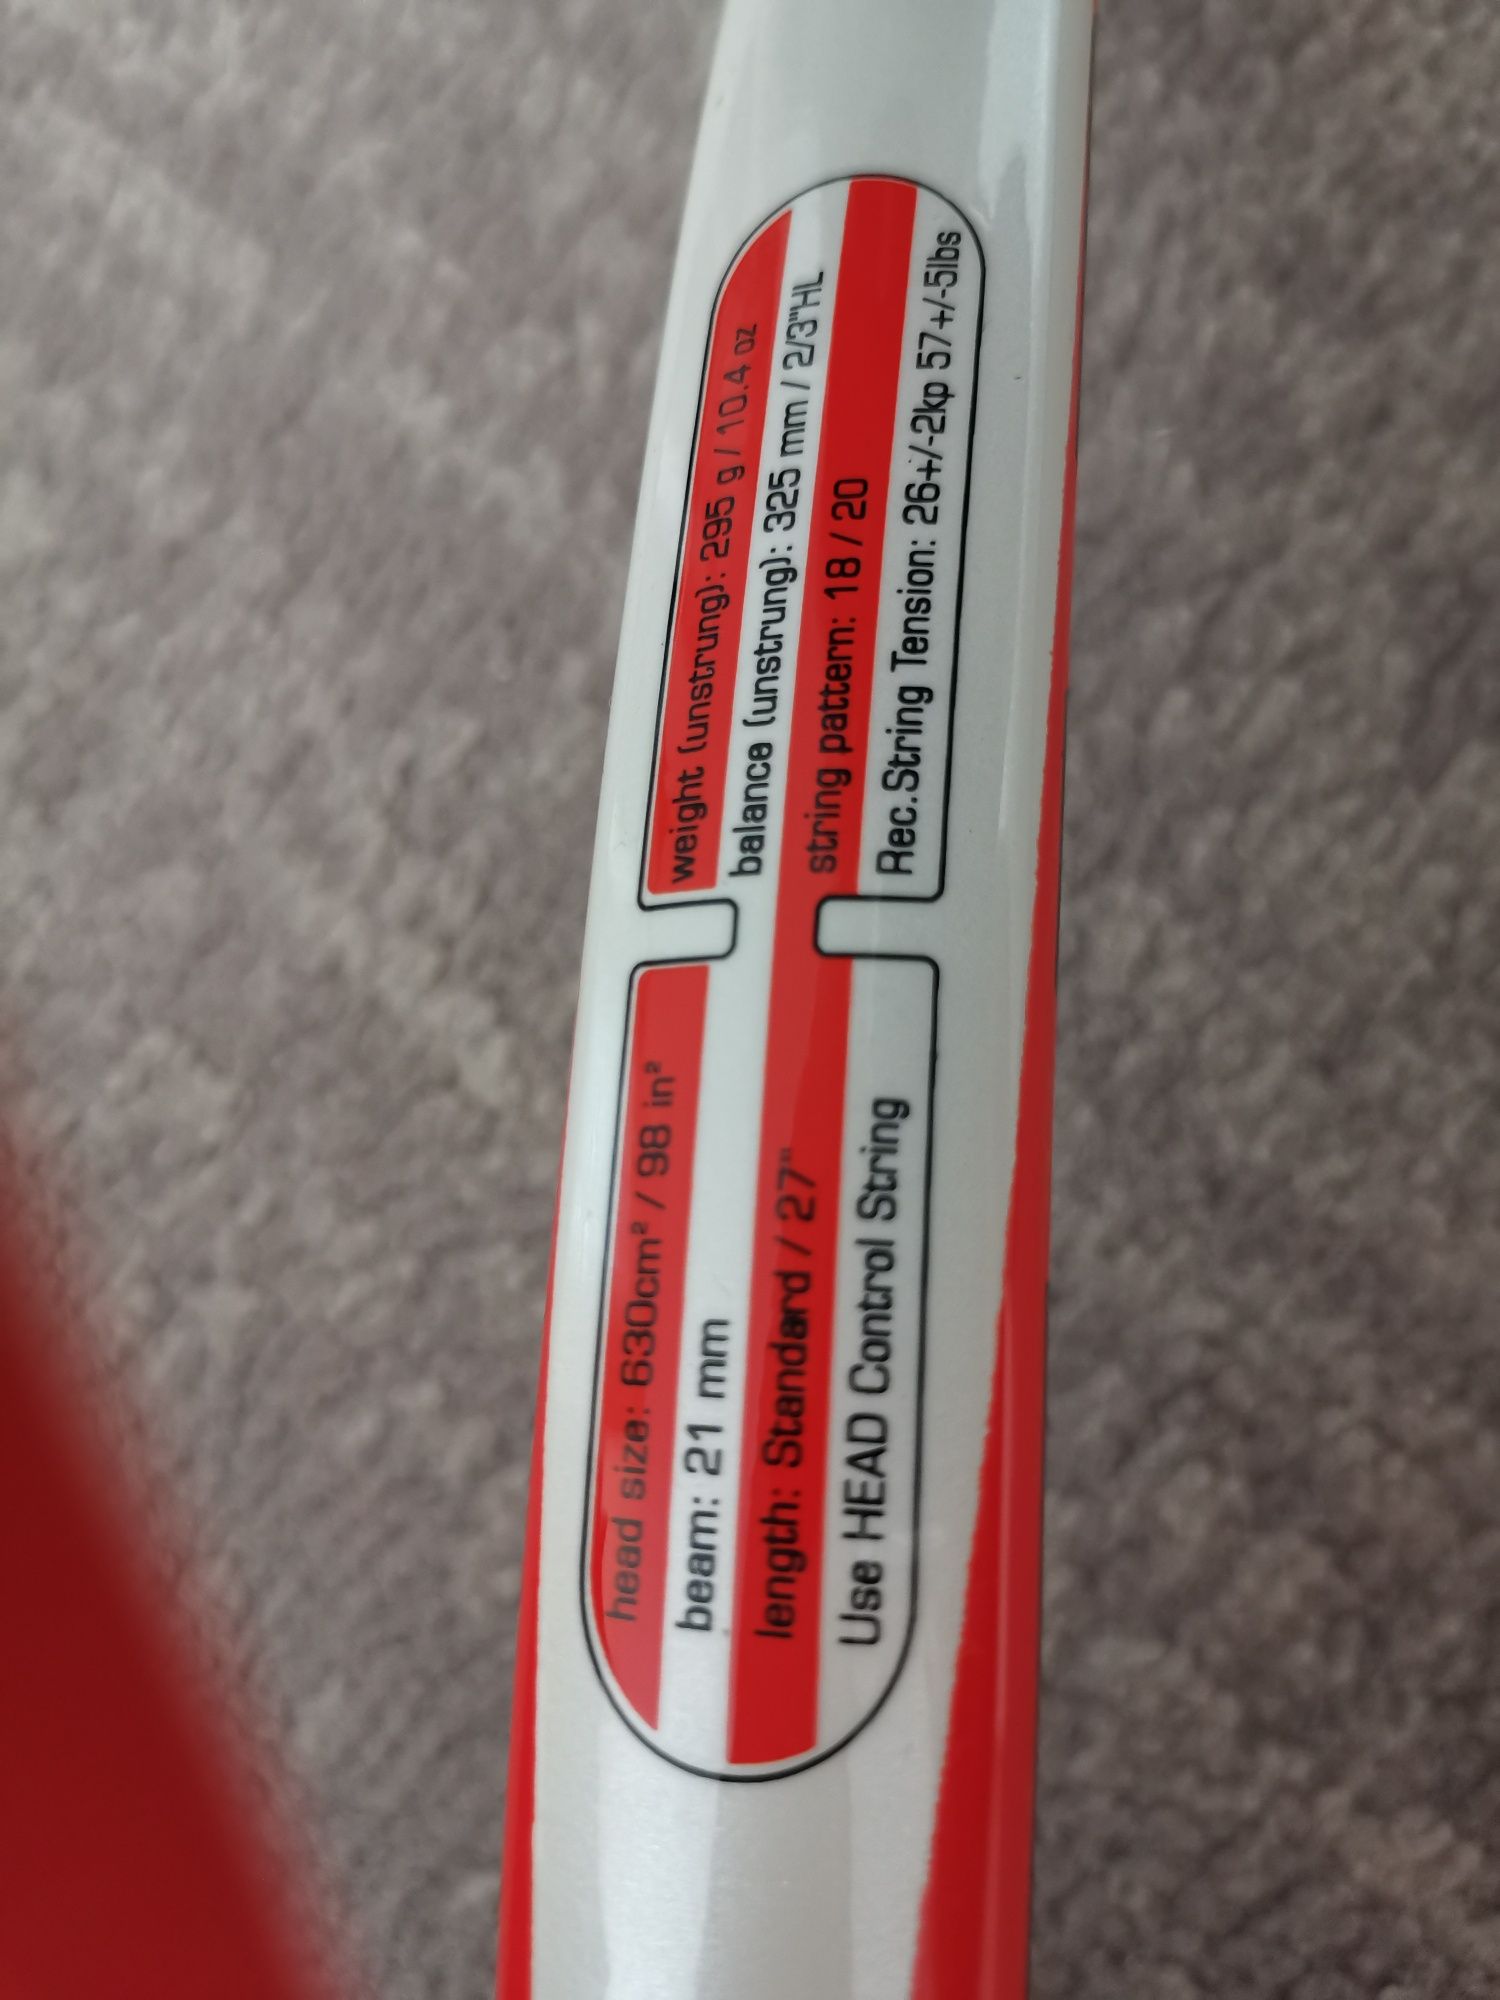 head size: 630cm² / 98 in²
beam: 21 mm
length: Standard / 27"
Use HEAD Control String
weight (unstrung): 295 g / 10.4 oz
balance (unstrung): 325 mm / 2/3"HL
string pattern: 18 / 20
Rec.String Tension: 26+/-2kp 57+/-5lbs